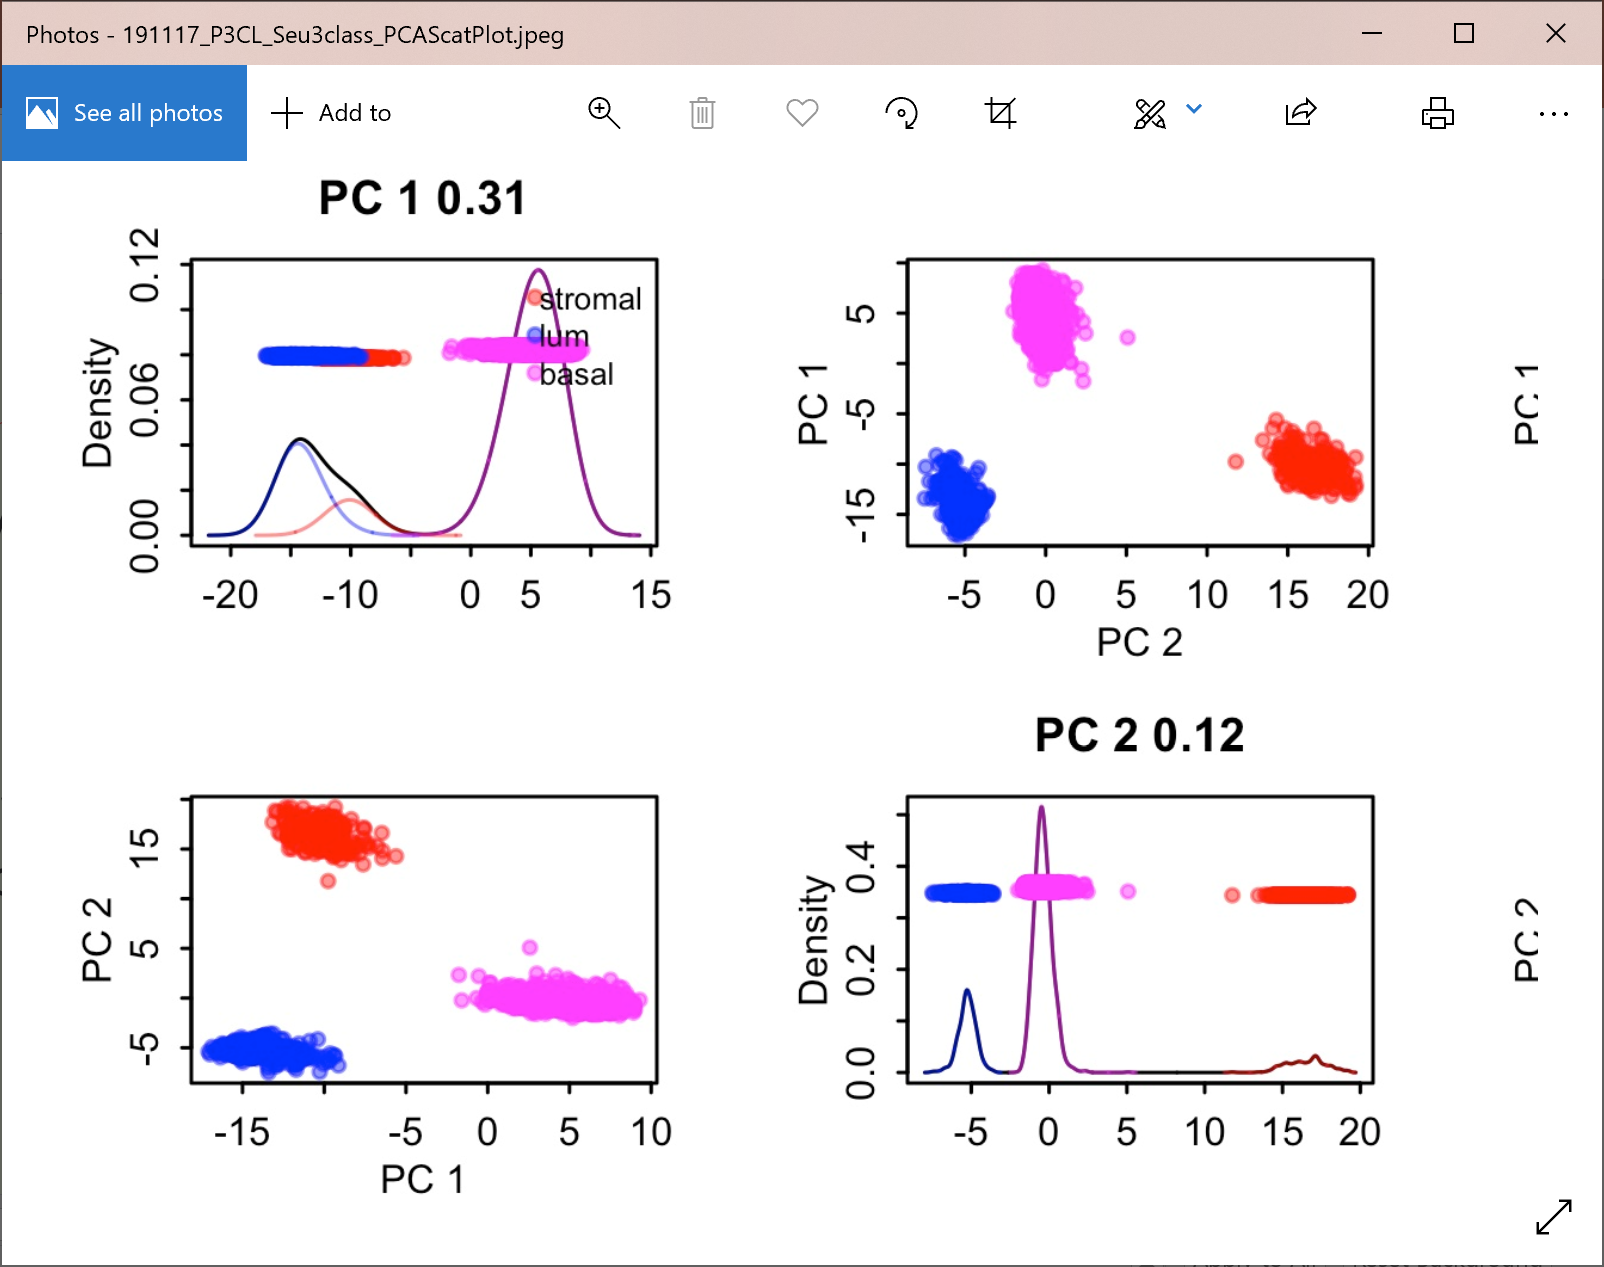 Photos - 191117_P3CL_Seu3class_PCAScatPlot.jpeg
See all photos
Add to
PC 1 0.31
Density
0.00 0.06 0.12
stromal
lum
basal
-20 -10 0 5 15
PC 1
-15 -5 5
-5 0 5 10 15 20
PC 2
PC 1
PC 2
-5 5 15
-15 -5 0 5 10
PC 1
PC 2 0.12
Density
0.0 0.2 0.4
-5 0 5 10 15 20
PC 2